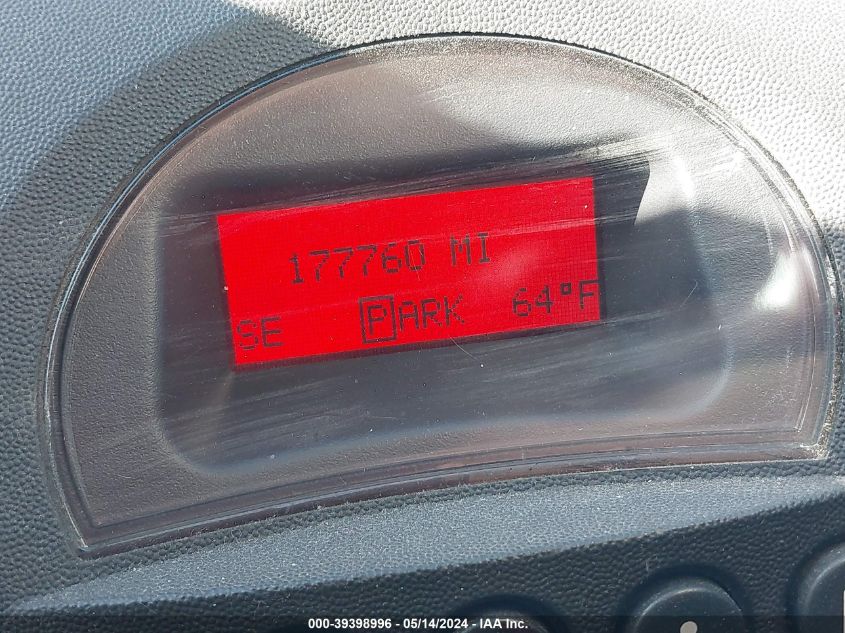 177760 MI
SE PARK 64°F
000-39398996 - 05/14/2024 - IAA Inc.